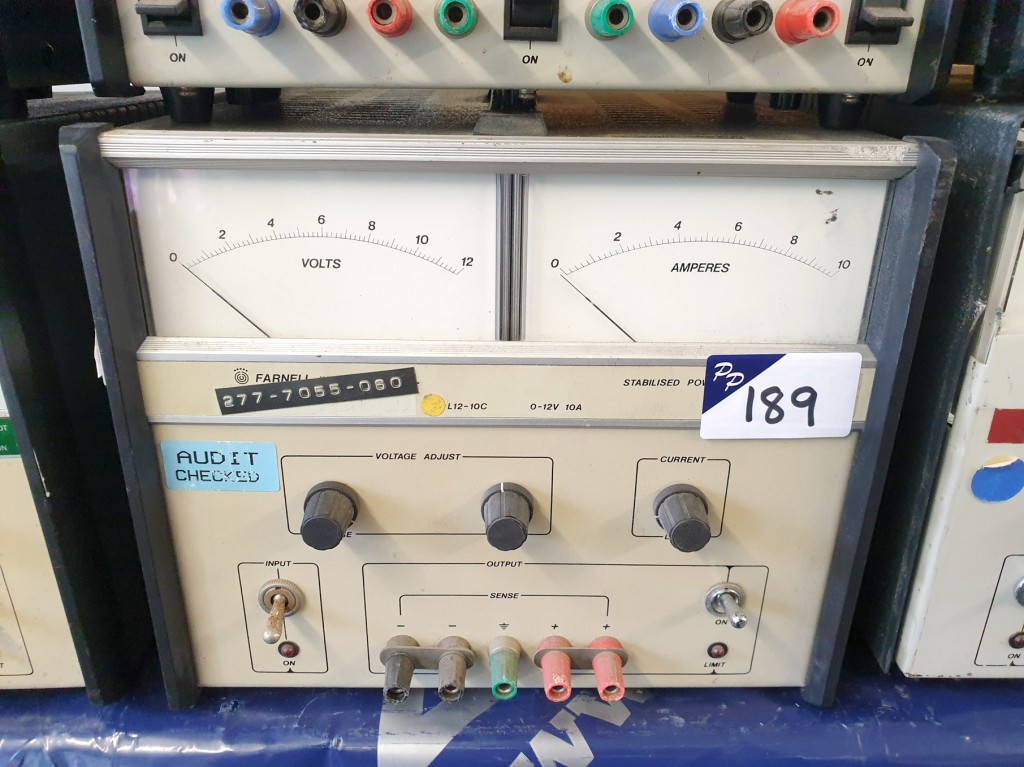 ON
ON
ON
0 2 4 6 8 10 12
VOLTS
0 2 4 6 8 10
AMPERES
FARNELL
277-7055-060
STABILISED
L12-10C 0-12V 10A
PP
189
AUDIT
CHECKED
VOLTAGE ADJUST
CURRENT
INPUT
ON
OUTPUT
SENSE
- - + +
ON
LIMIT
ON